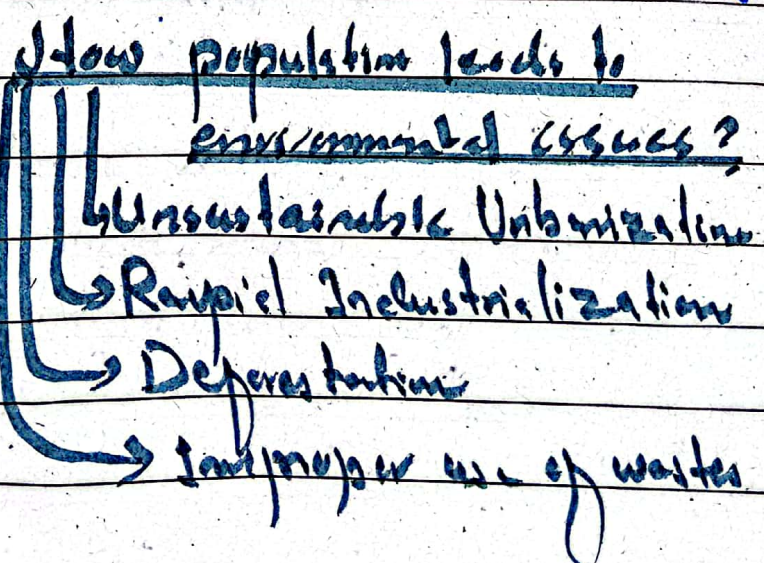 How population leads to
environmental issues?
Unsustainable Urbanization
Rapid Industrialization
Deforestation
Improper use of wastes